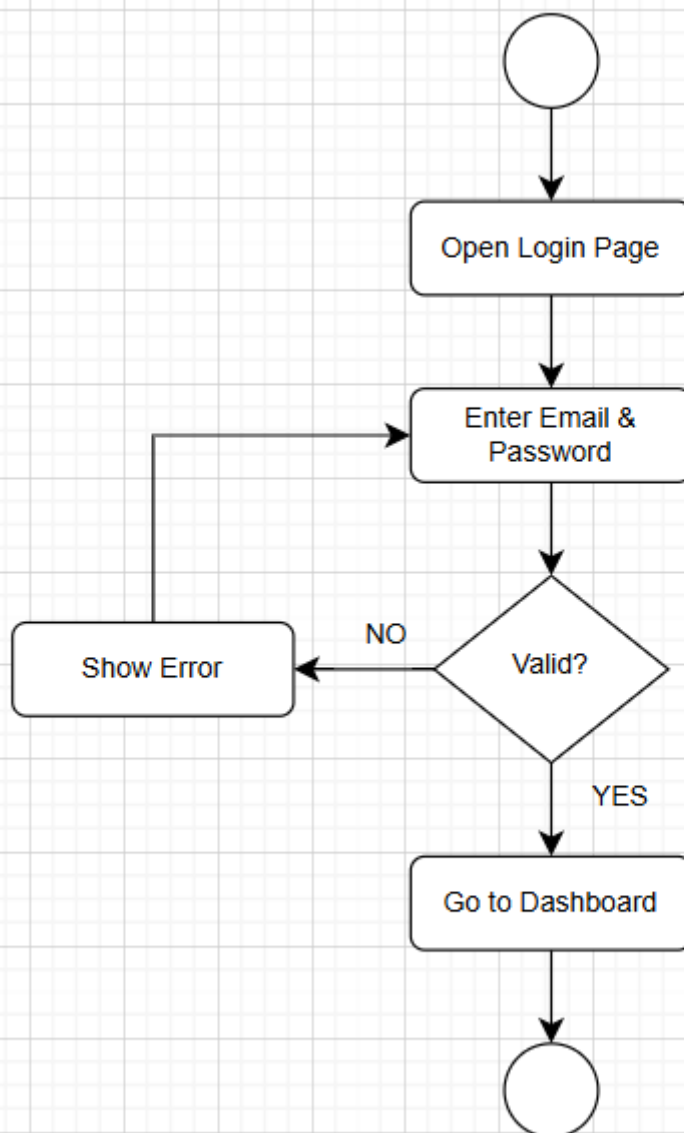 Open Login Page
Enter Email &
Password
NO
Valid?
Show Error
YES
Go to Dashboard